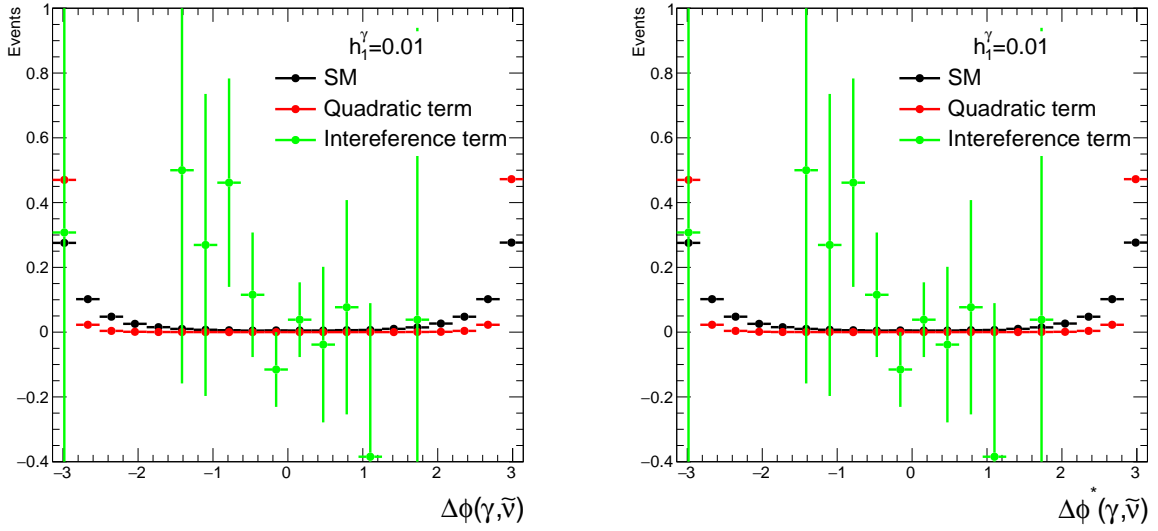 Events
1
0.8
0.6
0.4
0.2
0
−0.2
−0.4
−3 −2 −1 0 1 2 3
h₁^γ=0.01
SM
Quadratic term
Intereference term
Δϕ(γ,ν̃)
Events
1
0.8
0.6
0.4
0.2
0
−0.2
−0.4
−3 −2 −1 0 1 2 3
h₁^γ=0.01
SM
Quadratic term
Intereference term
Δϕ*(γ,ν̃)